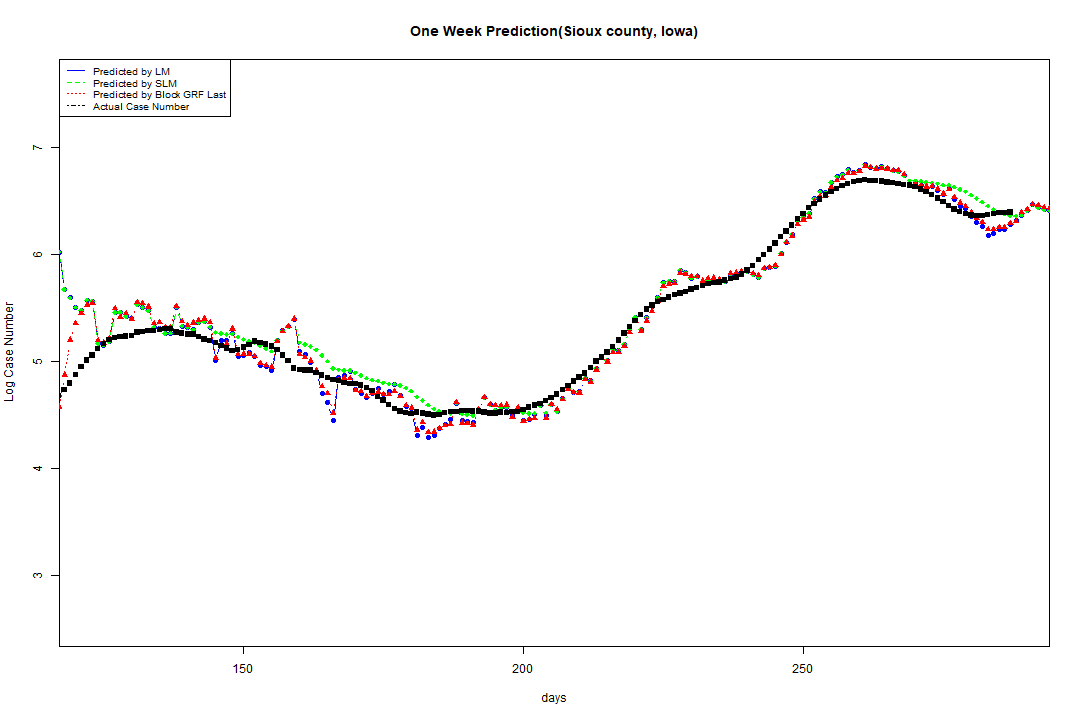 One Week Prediction(Sioux county, Iowa)
Predicted by LM
Predicted by SLM
Predicted by Block GRF Last
Actual Case Number
7
6
5
4
3
Log Case Number
150
200
250
days